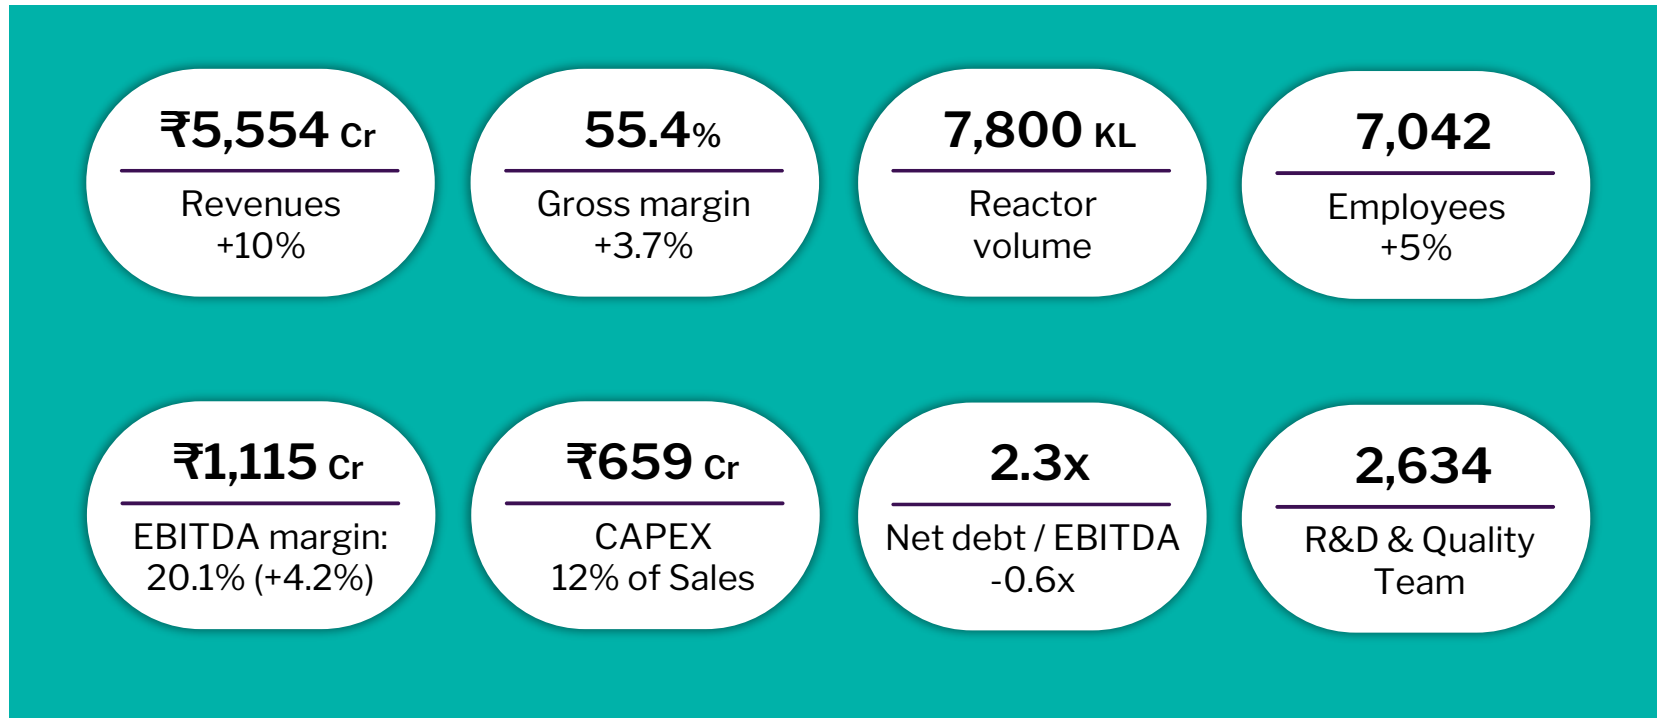 ₹5,554 Cr
Revenues
+10%
55.4%
Gross margin
+3.7%
7,800 KL
Reactor
volume
7,042
Employees
+5%
₹1,115 Cr
EBITDA margin:
20.1% (+4.2%)
₹659 Cr
CAPEX
12% of Sales
2.3x
Net debt / EBITDA
-0.6x
2,634
R&D & Quality
Team